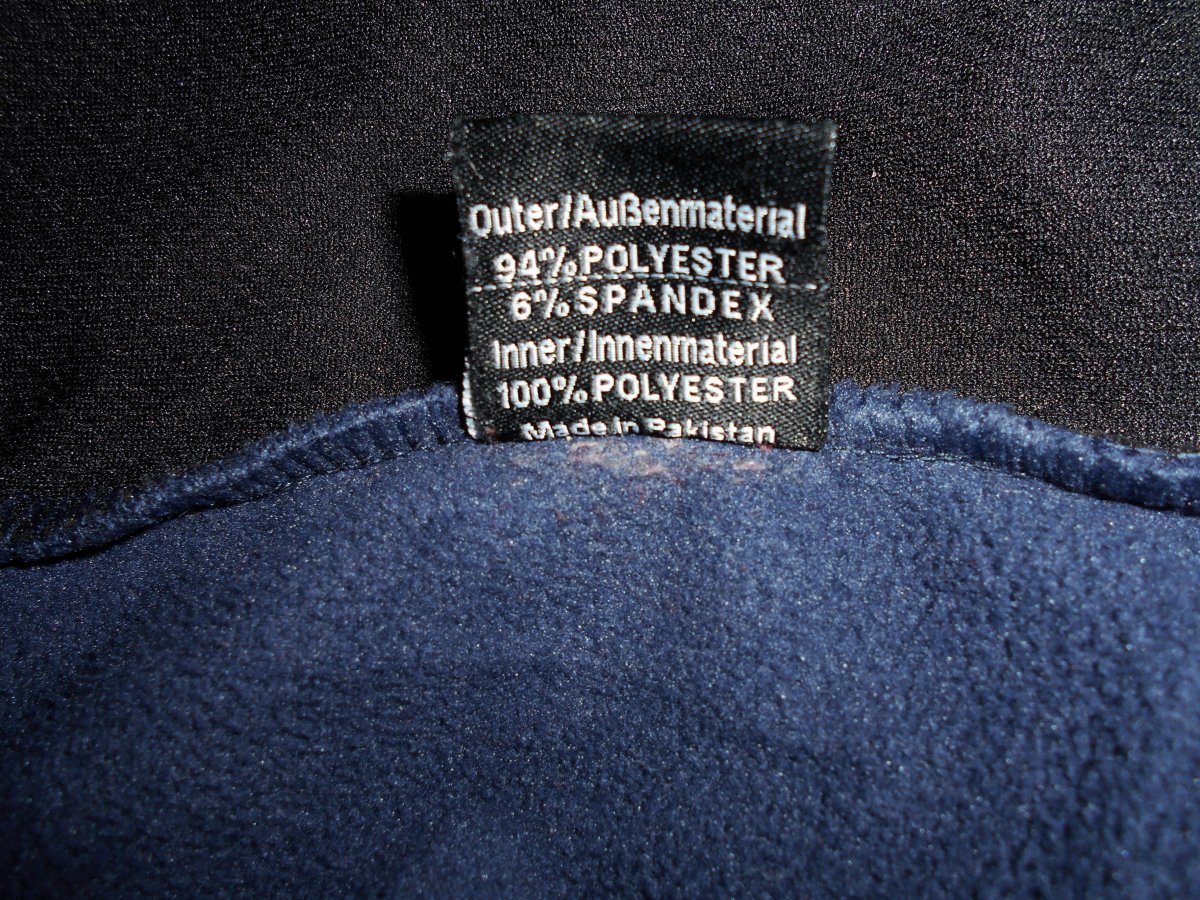 Outer/Außenmaterial
94% POLYESTER
6% SPANDEX
Inner/Innenmaterial
100% POLYESTER
Made in Pakistan